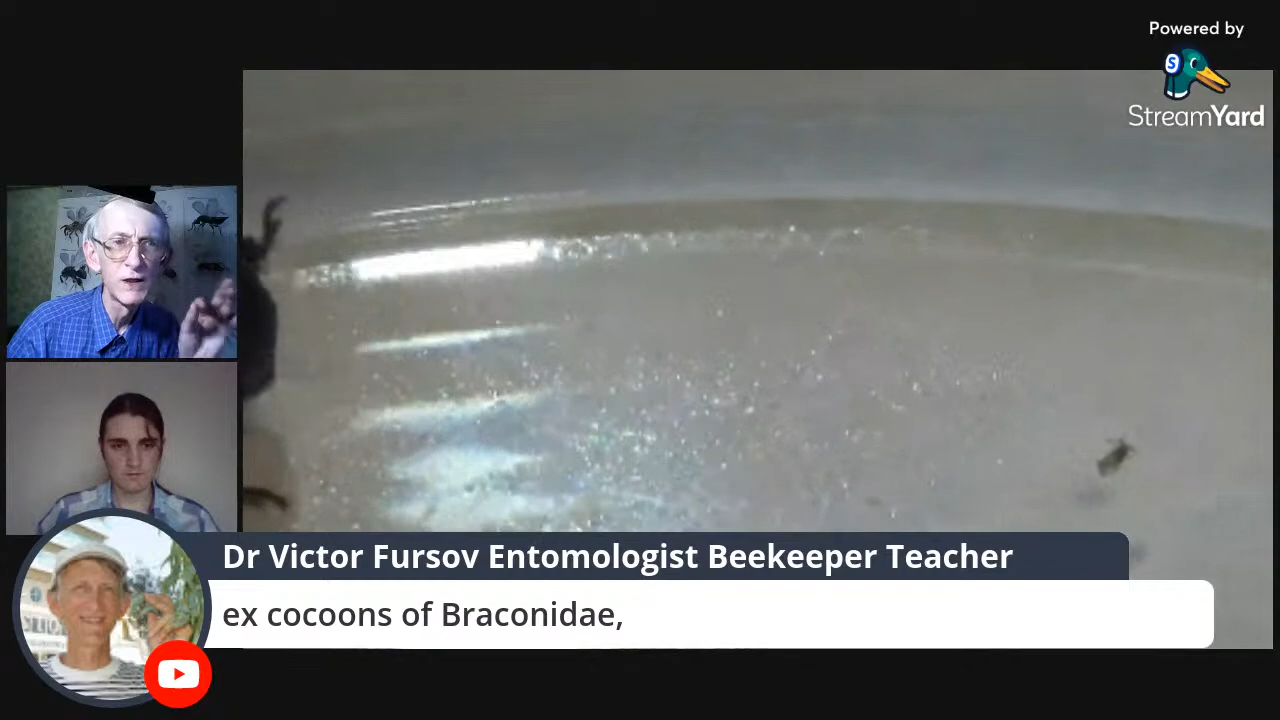 Powered by
S
StreamYard
Dr Victor Fursov Entomologist Beekeeper Teacher
ex cocoons of Braconidae,